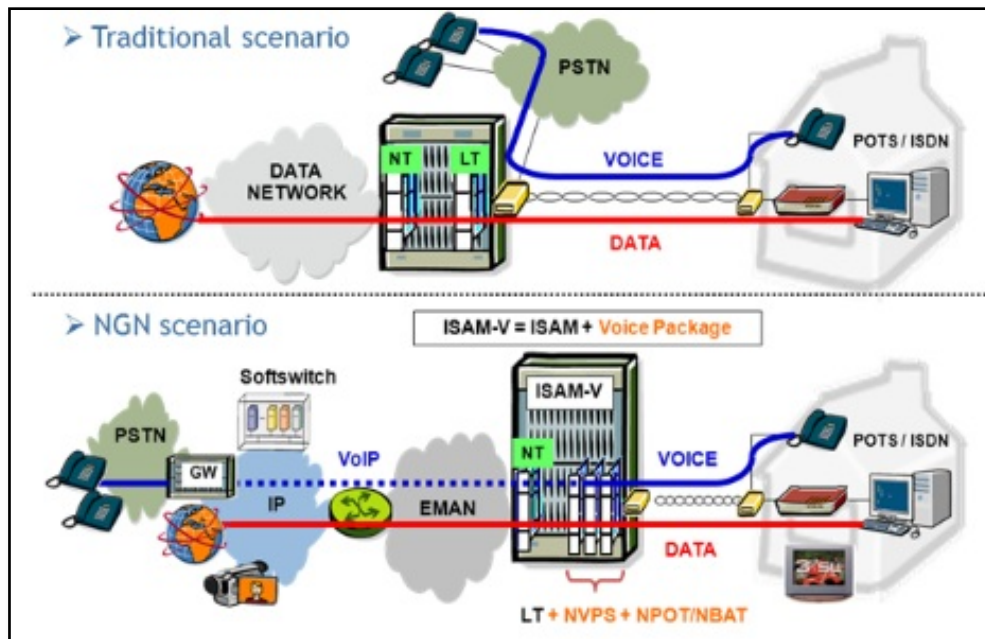 ➢ Traditional scenario
PSTN
NT
LT
DATA
NETWORK
VOICE
POTS / ISDN
DATA
➢ NGN scenario
ISAM-V = ISAM + Voice Package
Softswitch
ISAM-V
PSTN
GW
VoIP
NT
VOICE
POTS / ISDN
IP
EMAN
DATA
LT + NVPS + NPOT/NBAT